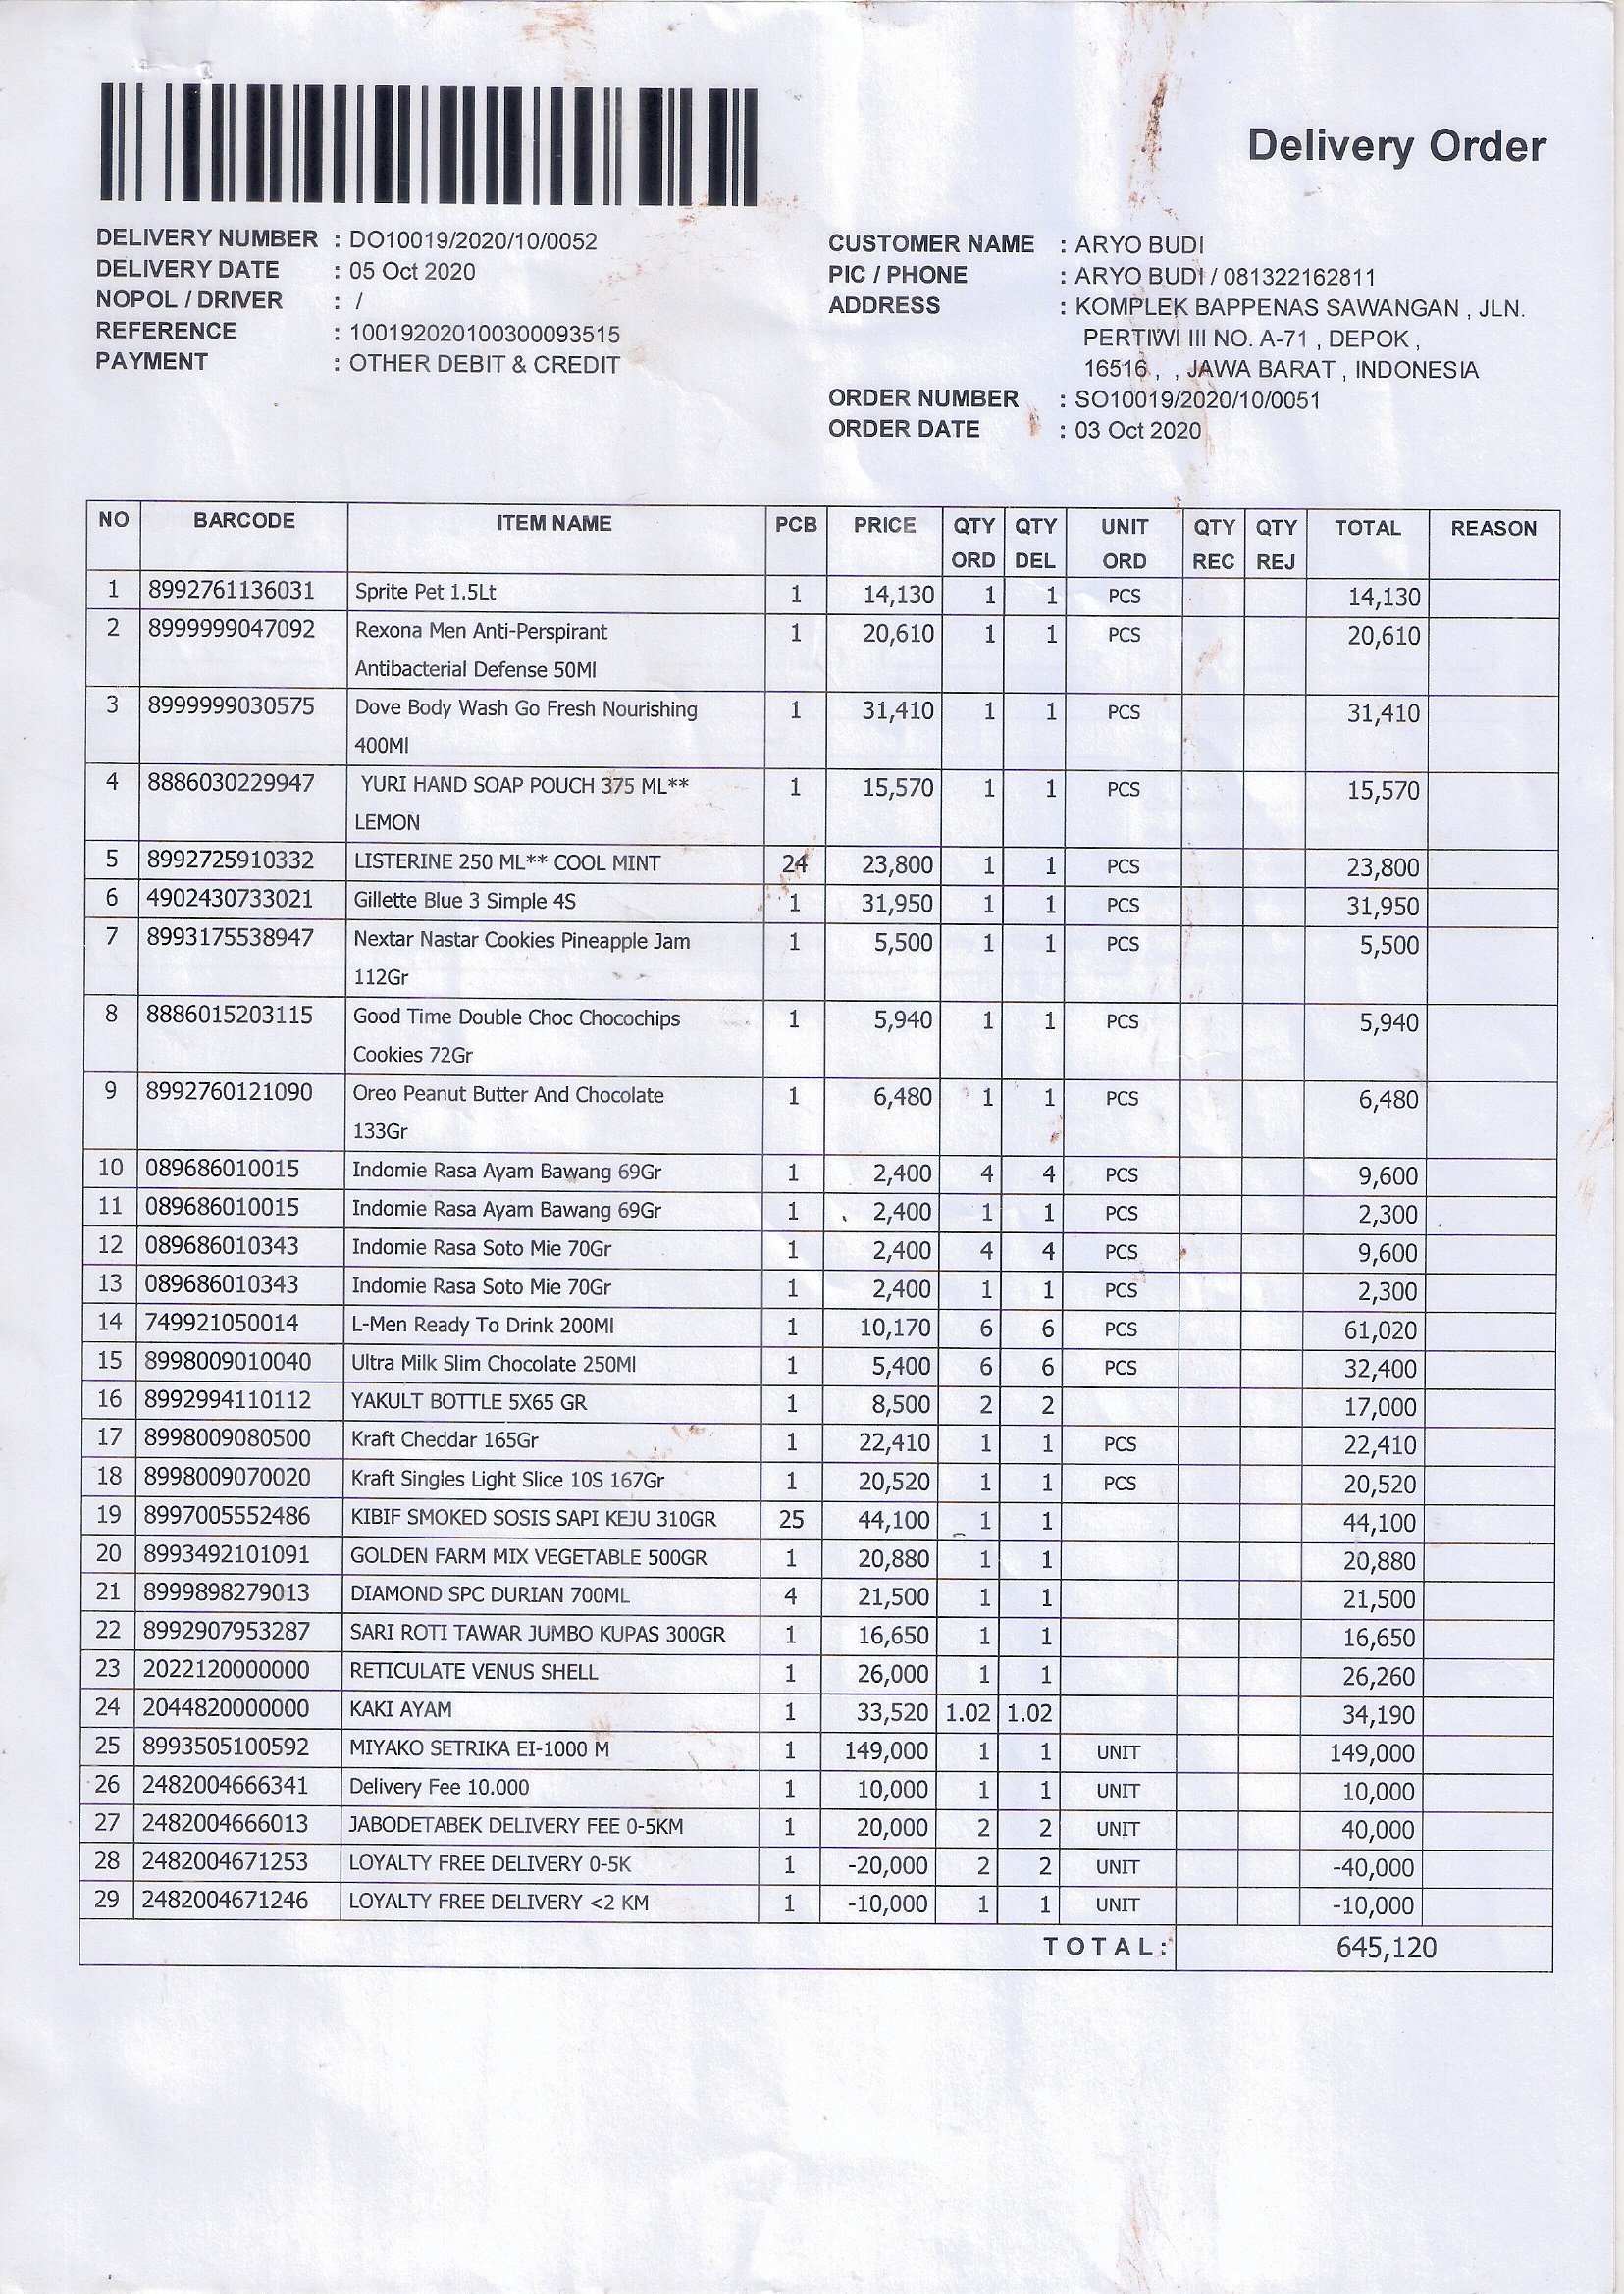 Delivery Order
DELIVERY NUMBER : DO10019/2020/10/0052
DELIVERY DATE : 05 Oct 2020
NOPOL / DRIVER : /
REFERENCE : 100192020100300093515
PAYMENT : OTHER DEBIT & CREDIT
CUSTOMER NAME : ARYO BUDI
PIC / PHONE : ARYO BUDI / 081322162811
ADDRESS : KOMPLEK BAPPENAS SAWANGAN , JLN.
PERTIWI III NO. A-71 , DEPOK ,
16516 , , JAWA BARAT , INDONESIA
ORDER NUMBER : SO10019/2020/10/0051
ORDER DATE : 03 Oct 2020
NO BARCODE ITEM NAME PCB PRICE QTY QTY UNIT QTY QTY TOTAL REASON
ORD DEL ORD REC REJ
1 8992761136031 Sprite Pet 1.5Lt 1 14,130 1 1 PCS 14,130
2 8999999047092 Rexona Men Anti-Perspirant 1 20,610 1 1 PCS 20,610
Antibacterial Defense 50Ml
3 8999999030575 Dove Body Wash Go Fresh Nourishing 1 31,410 1 1 PCS 31,410
400Ml
4 8886030229947 YURI HAND SOAP POUCH 375 ML** 1 15,570 1 1 PCS 15,570
LEMON
5 8992725910332 LISTERINE 250 ML** COOL MINT 24 23,800 1 1 PCS 23,800
6 4902430733021 Gillette Blue 3 Simple 4S 1 31,950 1 1 PCS 31,950
7 8993175538947 Nextar Nastar Cookies Pineapple Jam 1 5,500 1 1 PCS 5,500
112Gr
8 8886015203115 Good Time Double Choc Chocochips 1 5,940 1 1 PCS 5,940
Cookies 72Gr
9 8992760121090 Oreo Peanut Butter And Chocolate 1 6,480 1 1 PCS 6,480
133Gr
10 089686010015 Indomie Rasa Ayam Bawang 69Gr 1 2,400 4 4 PCS 9,600
11 089686010015 Indomie Rasa Ayam Bawang 69Gr 1 2,400 1 1 PCS 2,300
12 089686010343 Indomie Rasa Soto Mie 70Gr 1 2,400 4 4 PCS 9,600
13 089686010343 Indomie Rasa Soto Mie 70Gr 1 2,400 1 1 PCS 2,300
14 749921050014 L-Men Ready To Drink 200Ml 1 10,170 6 6 PCS 61,020
15 8998009010040 Ultra Milk Slim Chocolate 250Ml 1 5,400 6 6 PCS 32,400
16 8992994110112 YAKULT BOTTLE 5X65 GR 1 8,500 2 2 17,000
17 8998009080500 Kraft Cheddar 165Gr 1 22,410 1 1 PCS 22,410
18 8998009070020 Kraft Singles Light Slice 10S 167Gr 1 20,520 1 1 PCS 20,520
19 8997005552486 KIBIF SMOKED SOSIS SAPI KEJU 310GR 25 44,100 1 1 44,100
20 8993492101091 GOLDEN FARM MIX VEGETABLE 500GR 1 20,880 1 1 20,880
21 8999898279013 DIAMOND SPC DURIAN 700ML 4 21,500 1 1 21,500
22 8992907953287 SARI ROTI TAWAR JUMBO KUPAS 300GR 1 16,650 1 1 16,650
23 2022120000000 RETICULATE VENUS SHELL 1 26,000 1 1 26,260
24 2044820000000 KAKI AYAM 1 33,520 1.02 1.02 34,190
25 8993505100592 MIYAKO SETRIKA EI-1000 M 1 149,000 1 1 UNIT 149,000
26 2482004666341 Delivery Fee 10.000 1 10,000 1 1 UNIT 10,000
27 2482004666013 JABODETABEK DELIVERY FEE 0-5KM 1 20,000 2 2 UNIT 40,000
28 2482004671253 LOYALTY FREE DELIVERY 0-5K 1 -20,000 2 2 UNIT -40,000
29 2482004671246 LOYALTY FREE DELIVERY <2 KM 1 -10,000 1 1 UNIT -10,000
TOTAL: 645,120